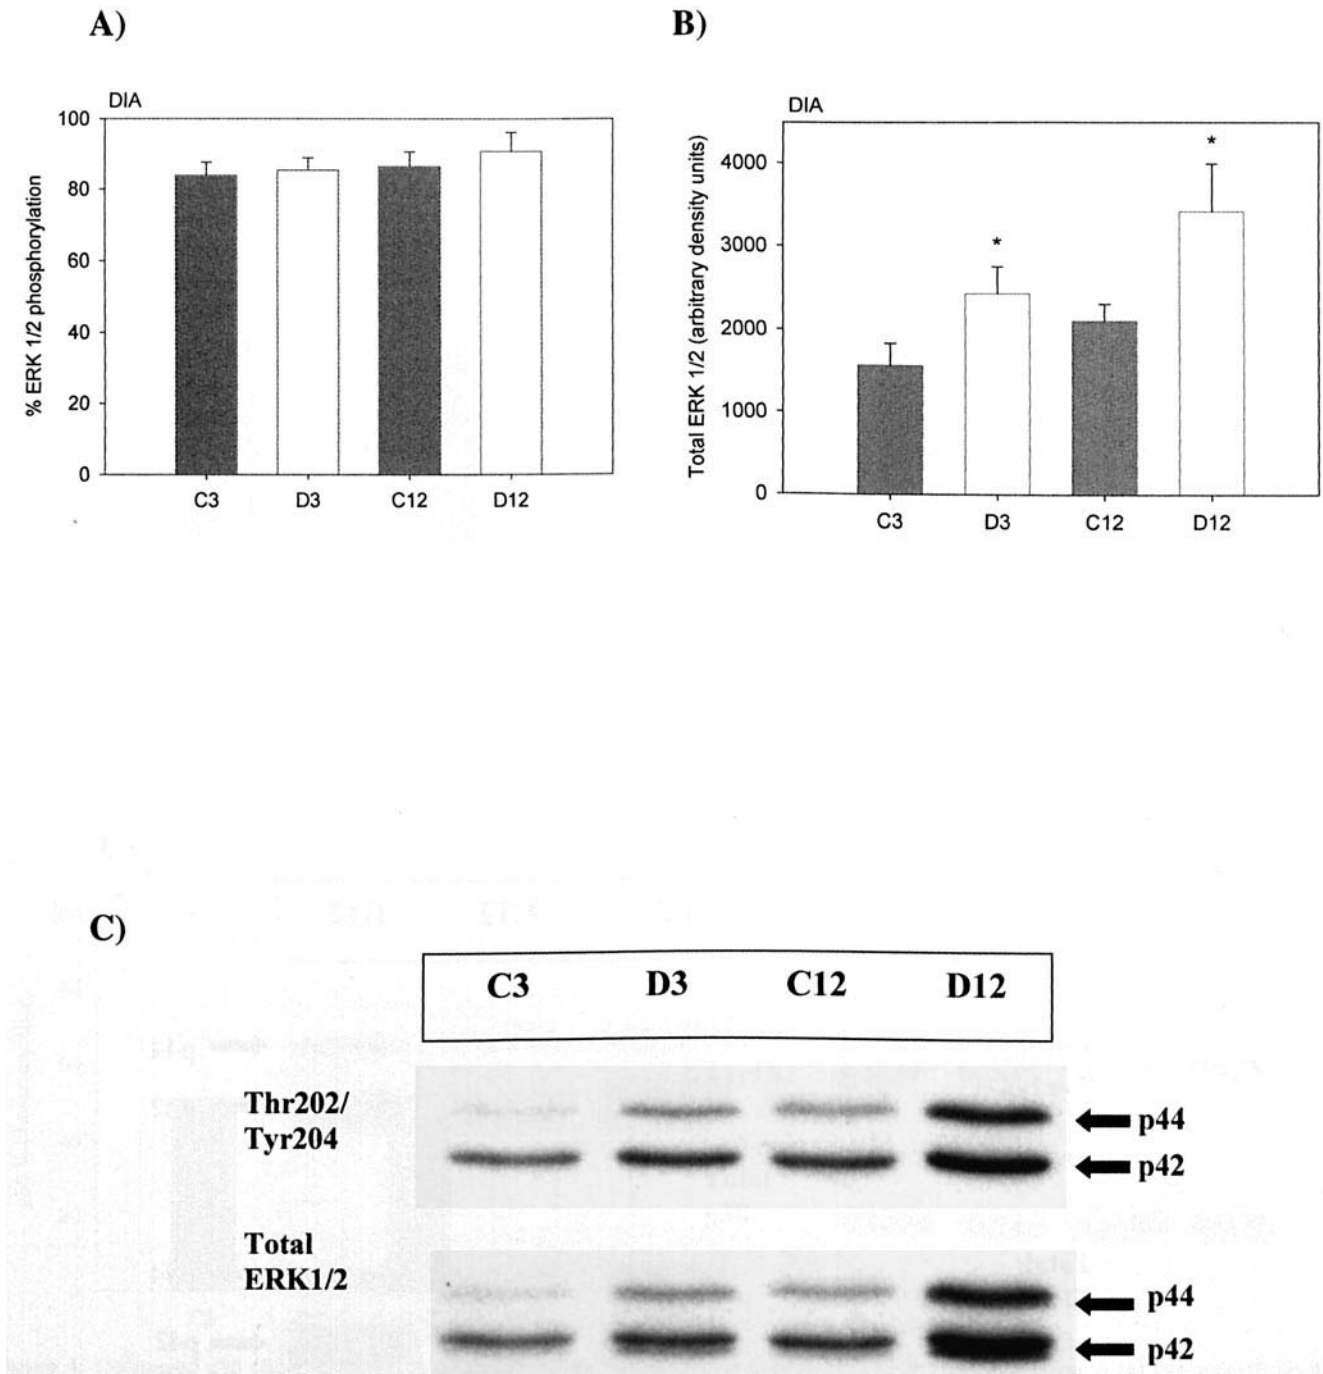 A)
DIA
100
80
60
40
20
0
% ERK 1/2 phosphorylation
C3 D3 C12 D12
B)
DIA
4000
3000
2000
1000
0
Total ERK 1/2 (arbitrary density units)
* *
C3 D3 C12 D12
C)
C3 D3 C12 D12
Thr202/
Tyr204
p44
p42
Total
ERK1/2
p44
p42